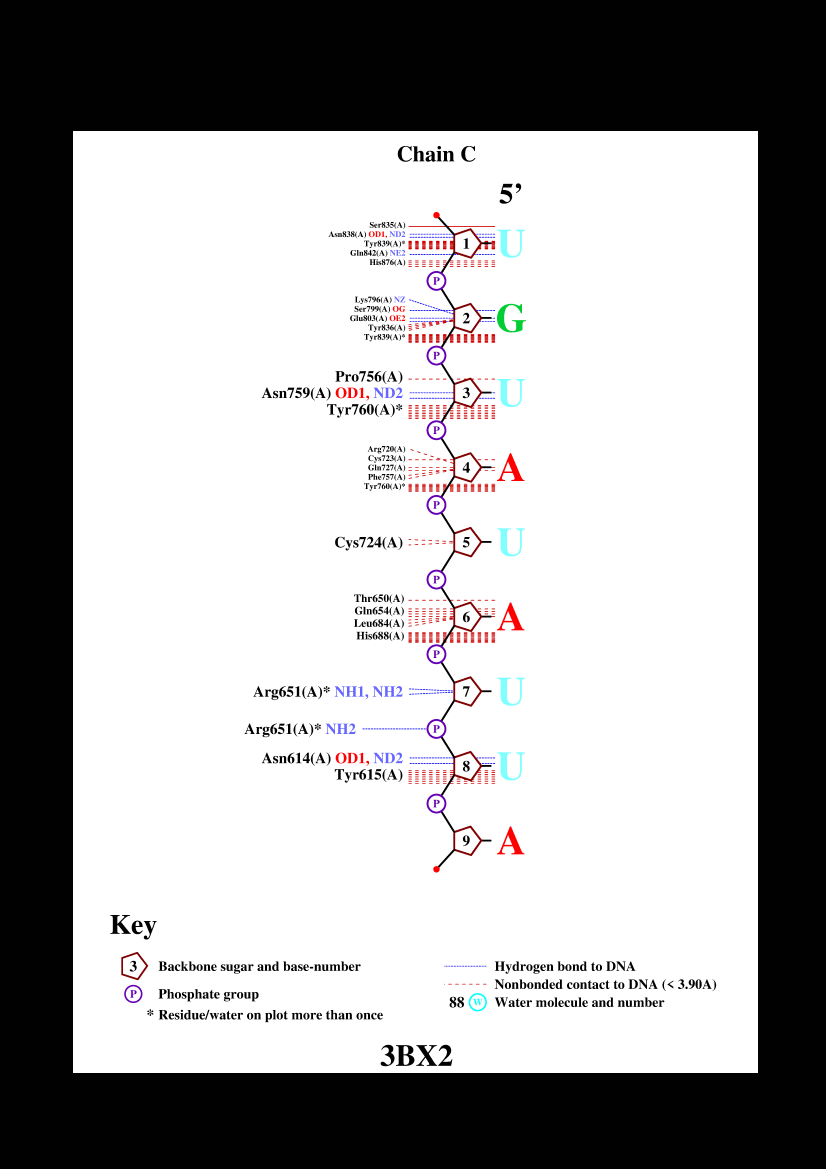 Chain C
5’
Ser835(A)
Asn838(A) OD1, ND2
Tyr839(A)*
Gln842(A) NE2
His876(A)
1 U
P
Lys796(A) NZ
Ser799(A) OG
Glu803(A) OE2
Tyr836(A)
Tyr839(A)*
2 G
P
Pro756(A)
Asn759(A) OD1, ND2
Tyr760(A)*
3 U
P
Arg720(A)
Cys723(A)
Gln727(A)
Phe757(A)
Tyr760(A)*
4 A
P
Cys724(A) 5 U
P
Thr650(A)
Gln654(A)
Leu684(A)
His688(A)
6 A
P
Arg651(A)* NH1, NH2 7 U
Arg651(A)* NH2 P
Asn614(A) OD1, ND2
Tyr615(A)
8 U
P
9 A
Key
3 Backbone sugar and base-number
P Phosphate group
* Residue/water on plot more than once
Hydrogen bond to DNA
Nonbonded contact to DNA (< 3.90A)
88 W Water molecule and number
3BX2